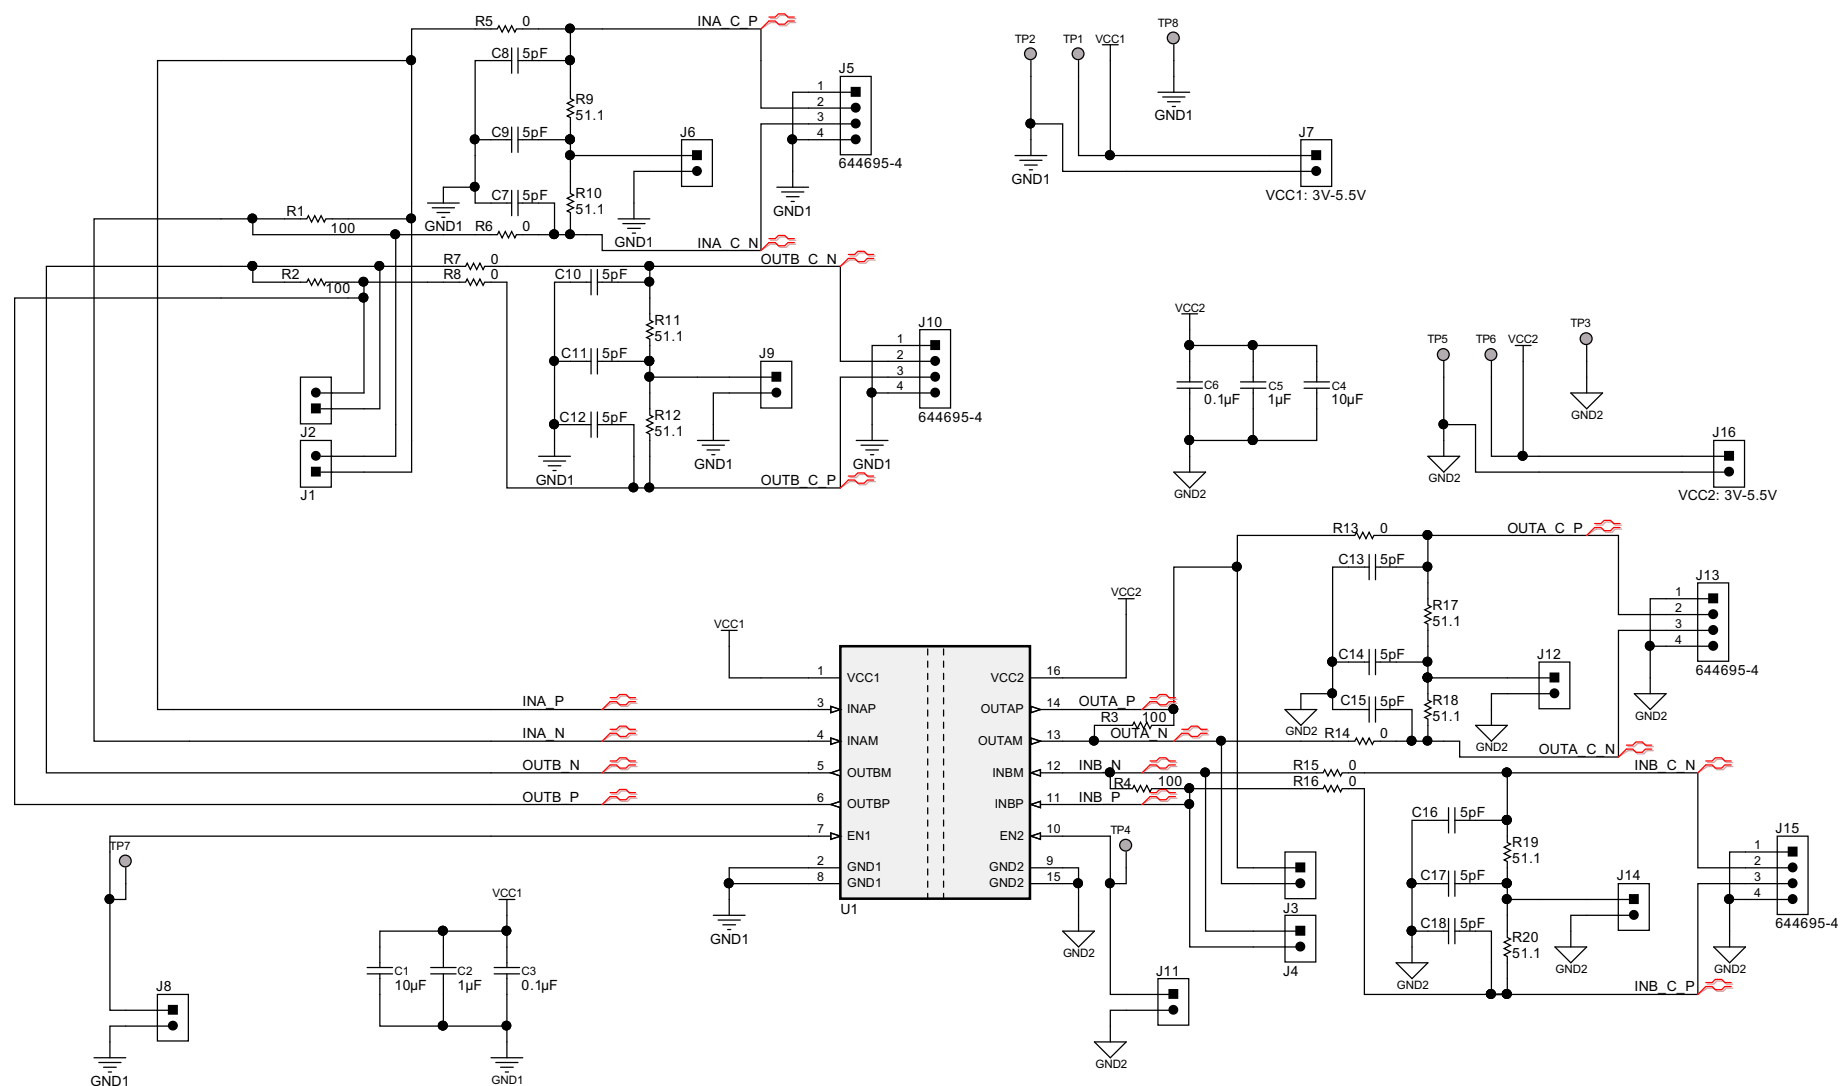 R5 0 INA_C_P
C8 5pF
R9
51.1
C9 5pF
J6
C7 5pF
R10
51.1
GND1
GND1
R1
100
R6 0 INA_C_N
J5
1
2
3
4
644695-4
GND1
TP2 TP1 VCC1 TP8
GND1
GND1
J7
VCC1: 3V-5.5V
R7 0 OUTB_C_N
R2
100
R8 0
C10 5pF
R11
51.1
C11 5pF
J9
C12 5pF
R12
51.1
GND1
GND1
OUTB_C_P
J10
1
2
3
4
644695-4
GND1
J2
J1
VCC2
C6
0.1µF
C5
1µF
C4
10µF
GND2
TP5 TP6 VCC2 TP3
GND2
GND2
J16
VCC2: 3V-5.5V
R13 0 OUTA_C_P
C13 5pF
R17
51.1
C14 5pF
J12
C15 5pF
R18
51.1
GND2
GND2
R14 0 OUTA_C_N
J13
1
2
3
4
644695-4
GND2
VCC1
VCC2
1 VCC1 VCC2 16
INA_P 3 INAP OUTAP 14 OUTA_P
R3 100
INA_N 4 INAM OUTAM 13 OUTA_N
OUTB_N 5 OUTBM INBM 12 INB_N
R4 100
OUTB_P 6 OUTBP INBP 11 INB_P
7 EN1 EN2 10
2 GND1 GND2 9
8 GND1 GND2 15
U1
GND1
GND2
TP4
TP7
R15 0 INB_C_N
R16 0
C16 5pF
R19
51.1
C17 5pF
J14
C18 5pF
R20
51.1
GND2
GND2
INB_C_P
J15
1
2
3
4
644695-4
GND2
J3
J4
J11
GND2
J8
GND1
VCC1
C1
10µF
C2
1µF
C3
0.1µF
GND1